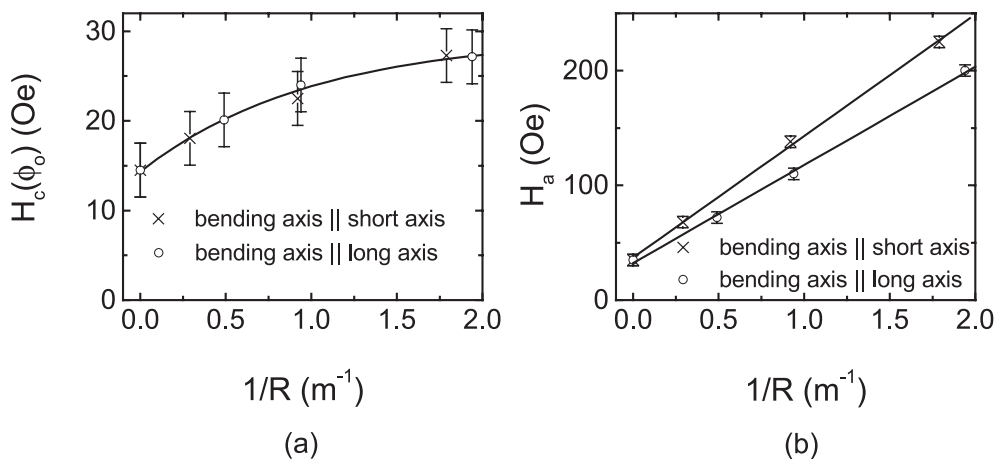 30
20
10
0
H_c(ϕ_o) (Oe)
× bending axis || short axis
○ bending axis || long axis
0.0 0.5 1.0 1.5 2.0
1/R (m⁻¹)
(a)
200
100
0
H_a (Oe)
× bending axis || short axis
○ bending axis || long axis
0.0 0.5 1.0 1.5 2.0
1/R (m⁻¹)
(b)